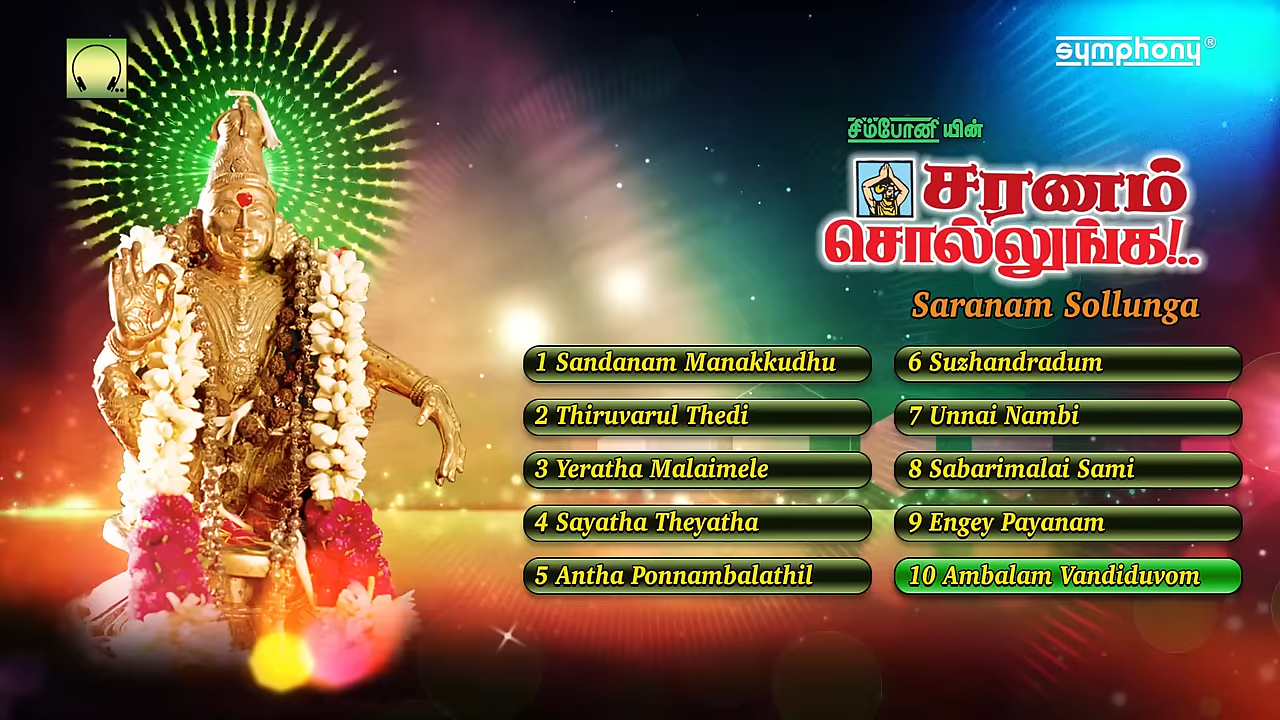 symphony®
சிம்போனி யின்
சரணம்
சொல்லுங்க!..
Saranam Sollunga
1 Sandanam Manakkudhu
2 Thiruvarul Thedi
3 Yeratha Malaimele
4 Sayatha Theyatha
5 Antha Ponnambalathil
6 Suzhandradum
7 Unnai Nambi
8 Sabarimalai Sami
9 Engey Payanam
10 Ambalam Vandiduvom